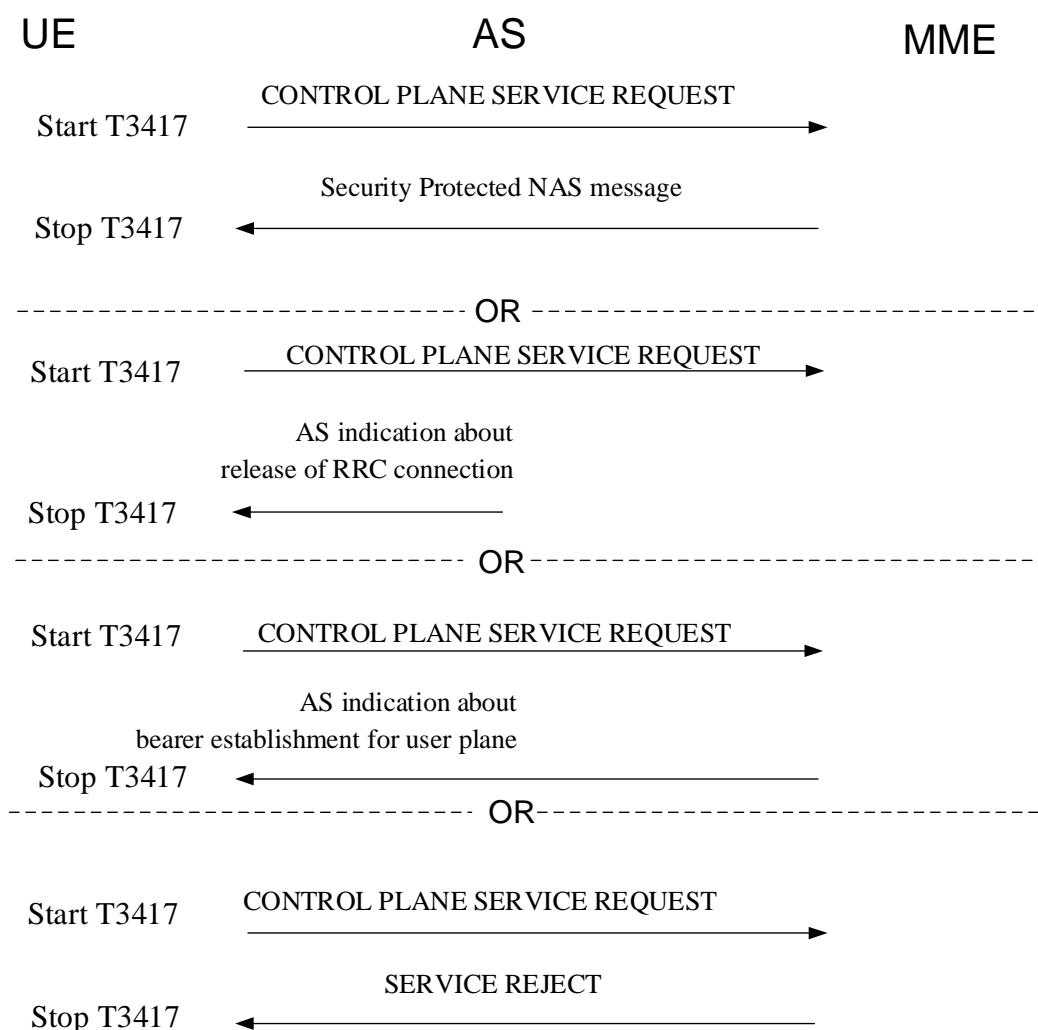 UE AS MME
CONTROL PLANE SERVICE REQUEST
Start T3417
Security Protected NAS message
Stop T3417
OR
CONTROL PLANE SERVICE REQUEST
Start T3417
AS indication about
release of RRC connection
Stop T3417
OR
Start T3417 CONTROL PLANE SERVICE REQUEST
AS indication about
bearer establishment for user plane
Stop T3417
OR
Start T3417 CONTROL PLANE SERVICE REQUEST
SERVICE REJECT
Stop T3417